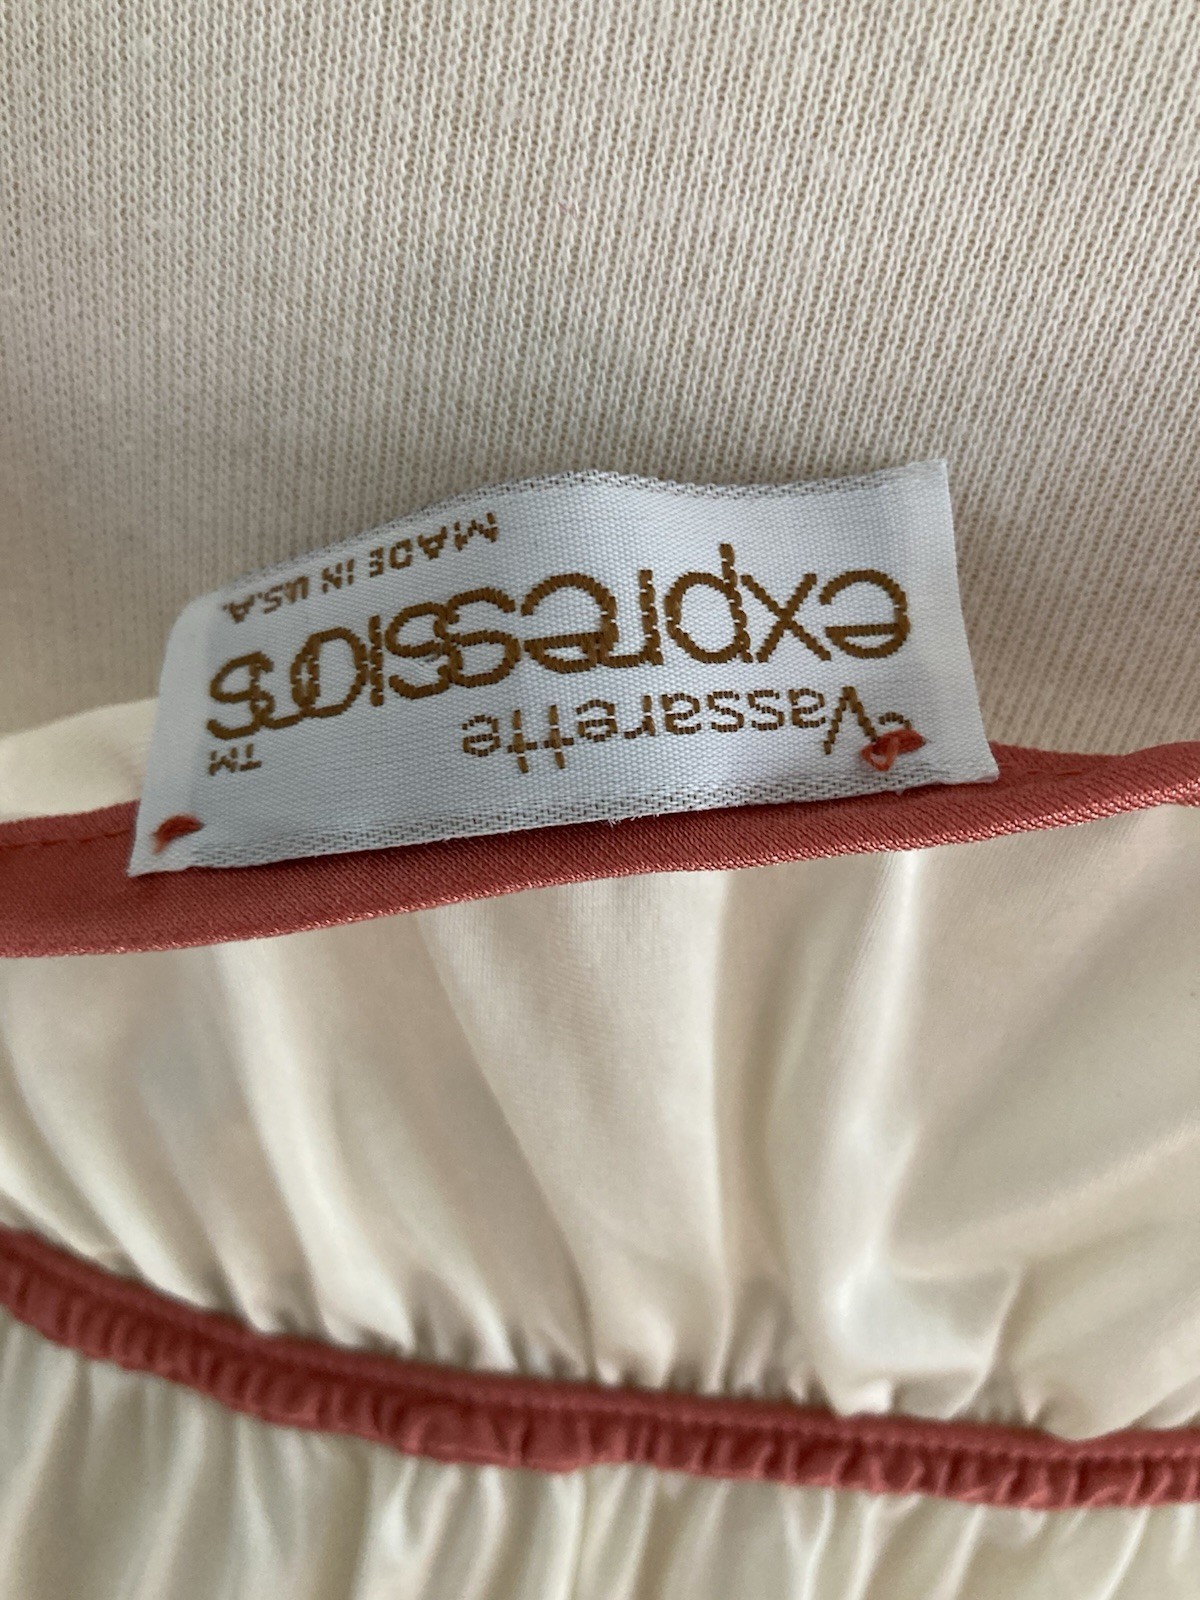 Vassarette
TM
expressions
MADE IN U.S.A.